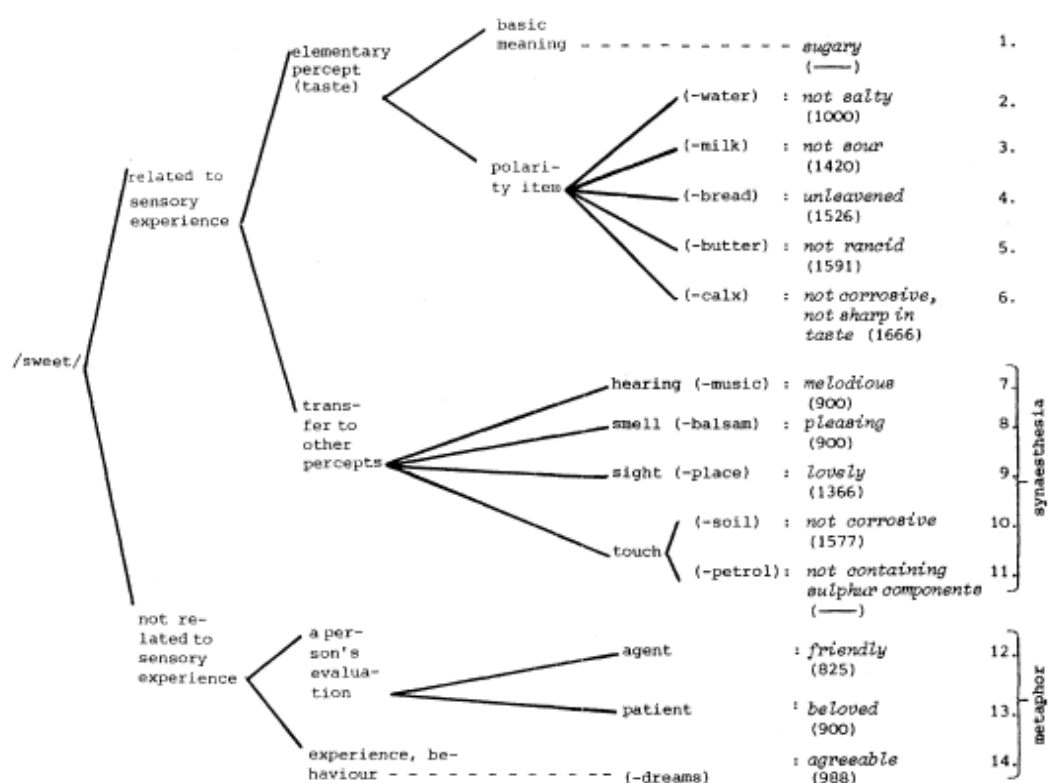 basic
meaning - - - - - - - - - - - - - - sugary 1.
(——)
elementary
percept
(taste)
(-water) : not salty 2.
(1000)
(-milk) : not sour 3.
(1420)
polari-
ty item
(-bread) : unleavened 4.
(1526)
(-butter) : not rancid 5.
(1591)
(-calx) : not corrosive, 6.
not sharp in
taste (1666)
related to
sensory
experience
/sweet/
trans-
fer to
other
percepts
hearing (-music) : melodious 7.
(900)
smell (-balsam) : pleasing 8.
(900)
sight (-place) : lovely 9.
(1366)
touch
(-soil) : not corrosive 10.
(1577)
(-petrol): not containing 11.
sulphur components
(——)
synaesthesia
not re-
lated to
sensory
experience
a per-
son's
evalua-
tion
agent : friendly 12.
(825)
patient : beloved 13.
(900)
experience, be-
haviour - - - - - - - - - - - - (-dreams) : agreeable 14.
(988)
metaphor